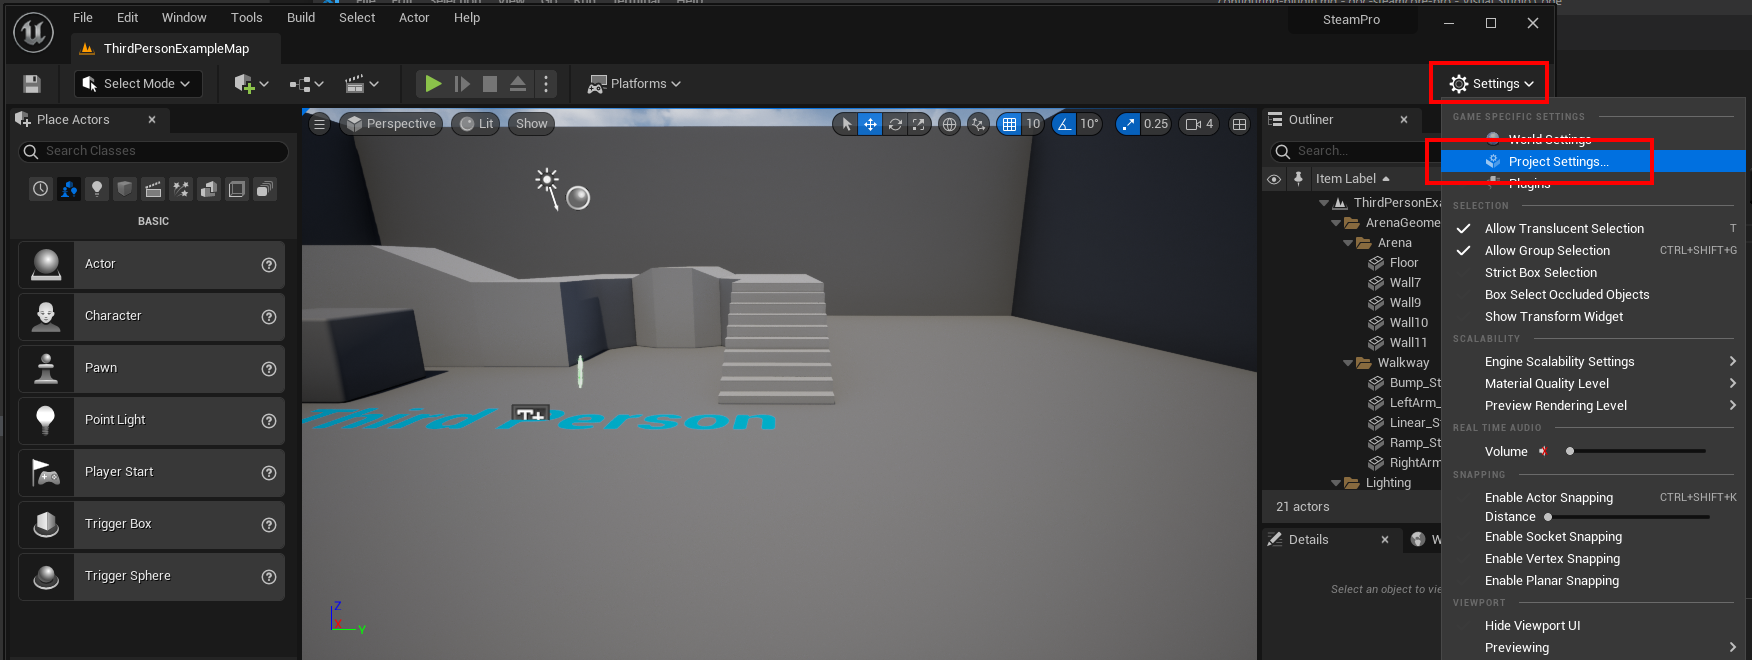 File Edit Window Tools Build Select Actor Help
SteamPro
ThirdPersonExampleMap
Select Mode
Platforms
Settings
Place Actors
Search Classes
BASIC
Actor
Character
Pawn
Point Light
Player Start
Trigger Box
Trigger Sphere
Perspective Lit Show
10 10° 0.25 4
Third Person
T+
Z
X
Y
Outliner
Search...
Item Label
ThirdPersonExa
ArenaGeome
Arena
Floor
Wall7
Wall9
Wall10
Wall11
Walkway
Bump_St
LeftArm_
Linear_S
Ramp_St
RightArm
Lighting
21 actors
Details
W
Select an object to vie
GAME SPECIFIC SETTINGS
World Settings
Project Settings...
Plugins
SELECTION
Allow Translucent Selection T
Allow Group Selection CTRL+SHIFT+G
Strict Box Selection
Box Select Occluded Objects
Show Transform Widget
SCALABILITY
Engine Scalability Settings
Material Quality Level
Preview Rendering Level
REAL TIME AUDIO
Volume
SNAPPING
Enable Actor Snapping CTRL+SHIFT+K
Distance
Enable Socket Snapping
Enable Vertex Snapping
Enable Planar Snapping
VIEWPORT
Hide Viewport UI
Previewing